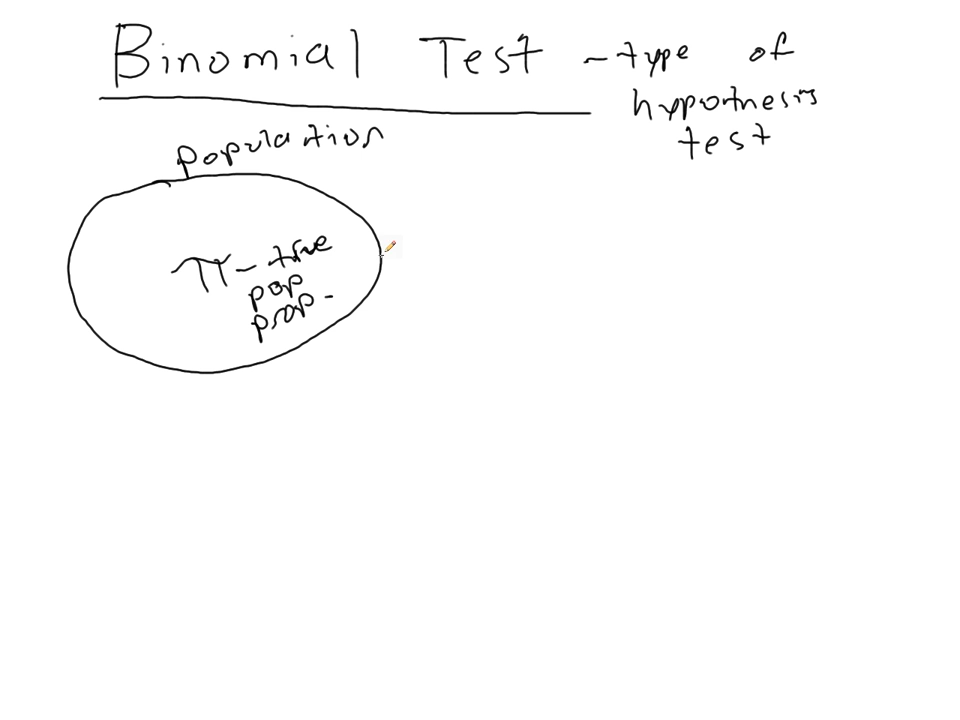 Binomial Test - type of
hypothesis
test
population
π - true
pop
prop.